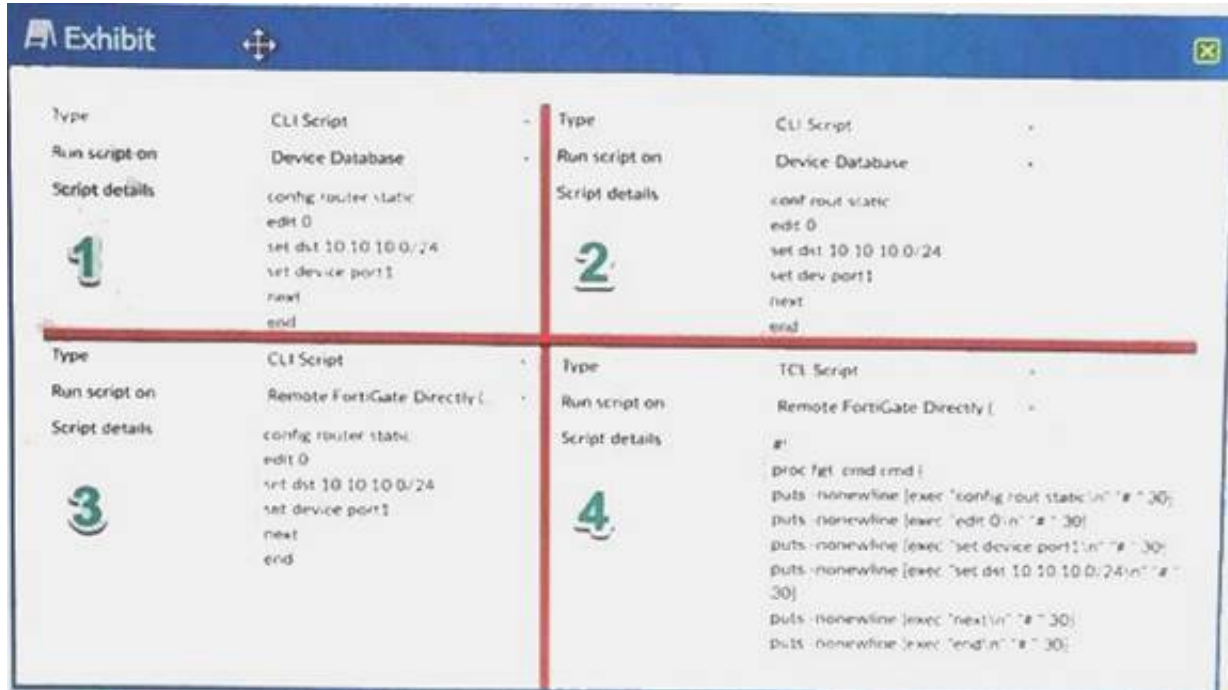 Exhibit
Type CLI Script
Run script on Device Database
Script details config router static
edit 0
set dst 10.10.10.0/24
set device port1
next
end
1
Type CLI Script
Run script on Device Database
Script details conf rout static
edit 0
set dst 10.10.10.0/24
set dev port1
next
end
2
Type CLI Script
Run script on Remote FortiGate Directly (
Script details config router static
edit 0
set dst 10.10.10.0/24
set device port1
next
end
3
Type TCL Script
Run script on Remote FortiGate Directly (
Script details #!
proc fgt_cmd cmd {
puts -nonewline [exec "config rout static\n" "# " 30]
puts -nonewline [exec "edit 0\n" "# " 30]
puts -nonewline [exec "set device port1\n" "# " 30]
puts -nonewline [exec "set dst 10.10.10.0/24\n" "# "
30]
puts -nonewline [exec "next\n" "# " 30]
puts -nonewline [exec "end\n" "# " 30]
4